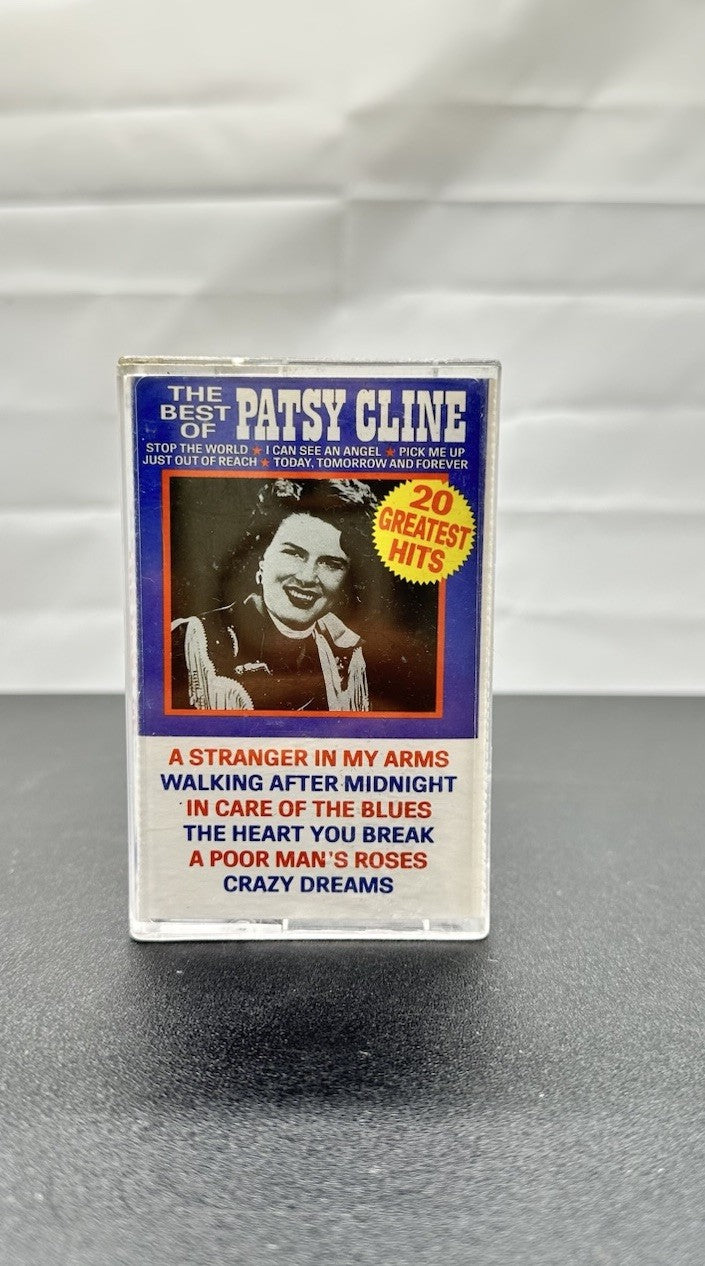 THE
BEST
OF
PATSY CLINE
STOP THE WORLD ★ I CAN SEE AN ANGEL ★ PICK ME UP
JUST OUT OF REACH ★ TODAY, TOMORROW AND FOREVER
20
GREATEST
HITS
A STRANGER IN MY ARMS
WALKING AFTER MIDNIGHT
IN CARE OF THE BLUES
THE HEART YOU BREAK
A POOR MAN'S ROSES
CRAZY DREAMS